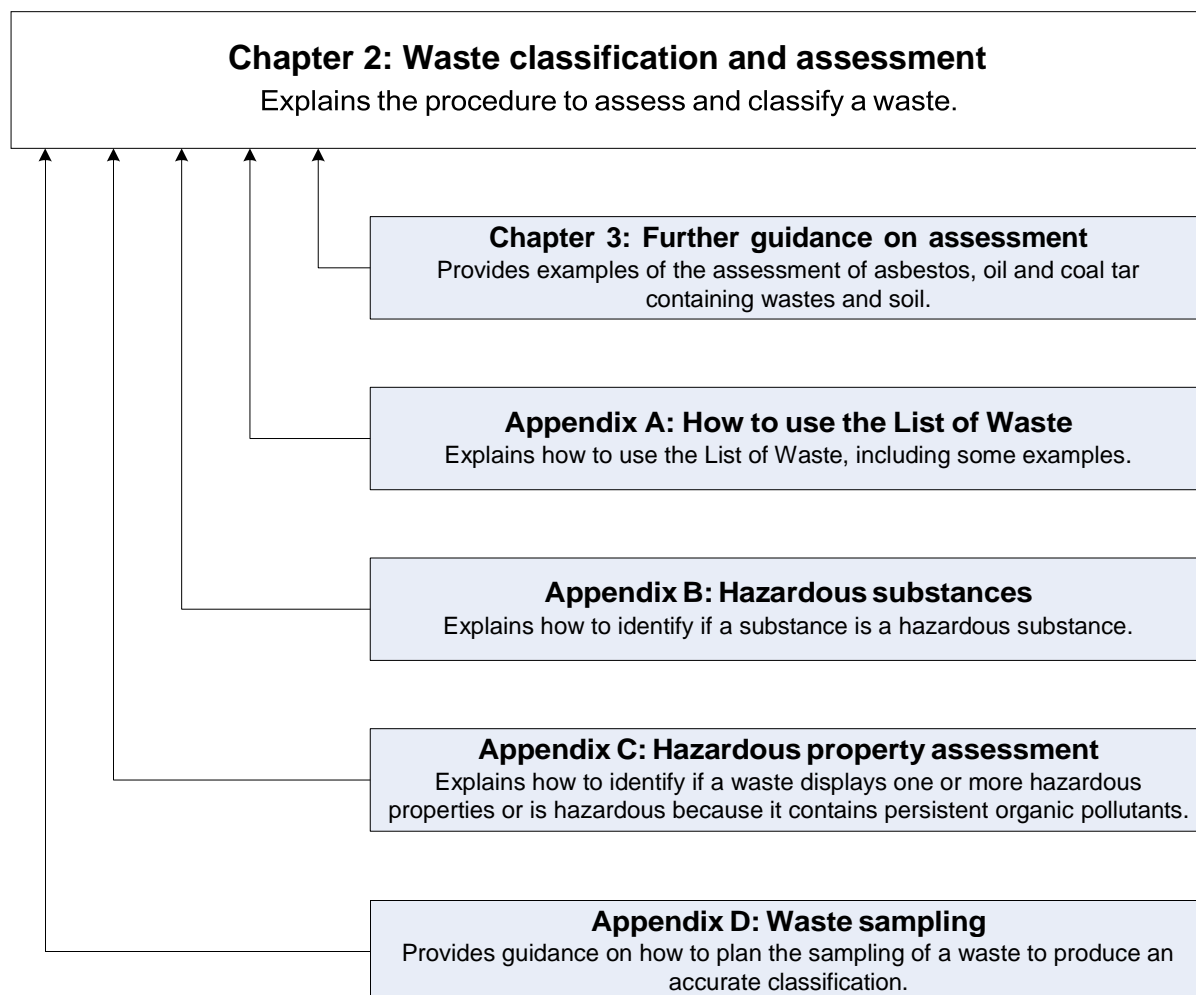 Chapter 2: Waste classification and assessment
Explains the procedure to assess and classify a waste.
Chapter 3: Further guidance on assessment
Provides examples of the assessment of asbestos, oil and coal tar
containing wastes and soil.
Appendix A: How to use the List of Waste
Explains how to use the List of Waste, including some examples.
Appendix B: Hazardous substances
Explains how to identify if a substance is a hazardous substance.
Appendix C: Hazardous property assessment
Explains how to identify if a waste displays one or more hazardous
properties or is hazardous because it contains persistent organic pollutants.
Appendix D: Waste sampling
Provides guidance on how to plan the sampling of a waste to produce an
accurate classification.